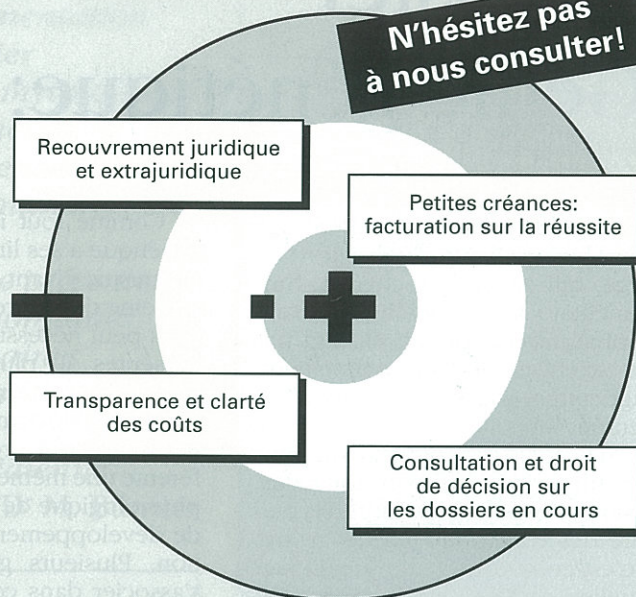 N'hésitez pas
à nous consulter!
Recouvrement juridique
et extrajuridique
Petites créances:
facturation sur la réussite
Transparence et clarté
des coûts
Consultation et droit
de décision sur
les dossiers en cours